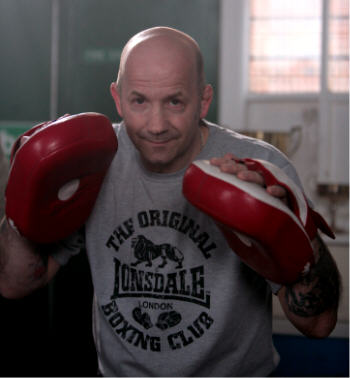 THE ORIGINAL
LONSDALE
LONDON
BOXING CLUB